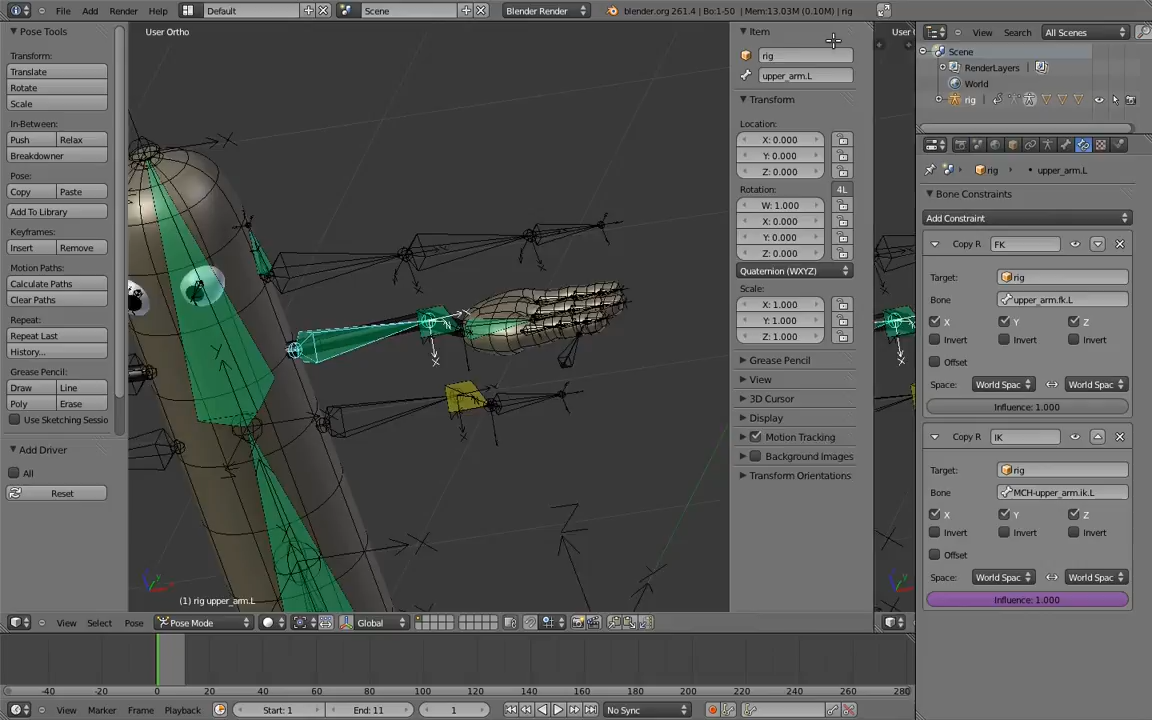 File Add Render Help Default Scene Blender Render blender.org 261.4 | Bo:1-50 | Mem:13.03M (0.10M) | rig
Pose Tools
Transform:
Translate
Rotate
Scale
In-Between:
Push Relax
Breakdowner
Pose:
Copy Paste
Add To Library
Keyframes:
Insert Remove
Motion Paths:
Calculate Paths
Clear Paths
Repeat:
Repeat Last
History...
Grease Pencil:
Draw Line
Poly Erase
Use Sketching Sessio
Add Driver
All
Reset
User Ortho
(1) rig upper_arm.L
Item
rig
upper_arm.L
Transform
Location:
X: 0.000
Y: 0.000
Z: 0.000
Rotation: 4L
W: 1.000
X: 0.000
Y: 0.000
Z: 0.000
Quaternion (WXYZ)
Scale:
X: 1.000
Y: 1.000
Z: 1.000
Grease Pencil
View
3D Cursor
Display
Motion Tracking
Background Images
Transform Orientations
User
View Search All Scenes
Scene
RenderLayers
World
rig
rig upper_arm.L
Bone Constraints
Add Constraint
Copy R FK
Target: rig
Bone upper_arm.fk.L
X Y Z
Invert Invert Invert
Offset
Space: World Spac World Spac
Influence: 1.000
Copy R IK
Target: rig
Bone MCH-upper_arm.ik.L
X Y Z
Invert Invert Invert
Offset
Space: World Spac World Spac
Influence: 1.000
View Select Pose Pose Mode Global
-40 -20 0 20 40 60 80 100 120 140 160 180 200 220 240 260 280
View Marker Frame Playback Start: 1 End: 11 1 No Sync